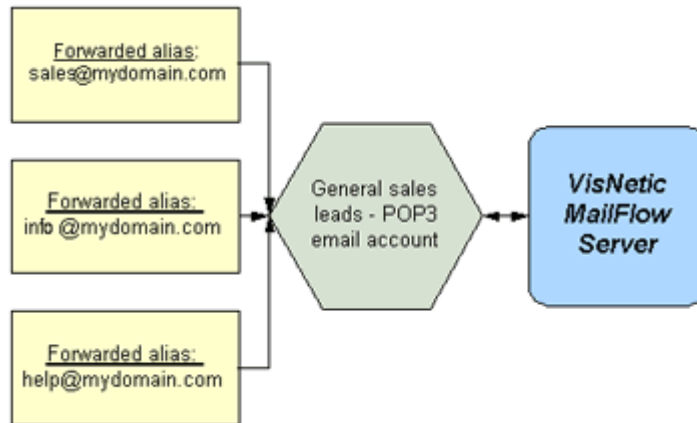 Forwarded alias:
sales@mydomain.com
Forwarded alias:
info @mydomain.com
Forwarded alias:
help@mydomain.com
General sales
leads - POP3
email account
VisNetic
MailFlow
Server